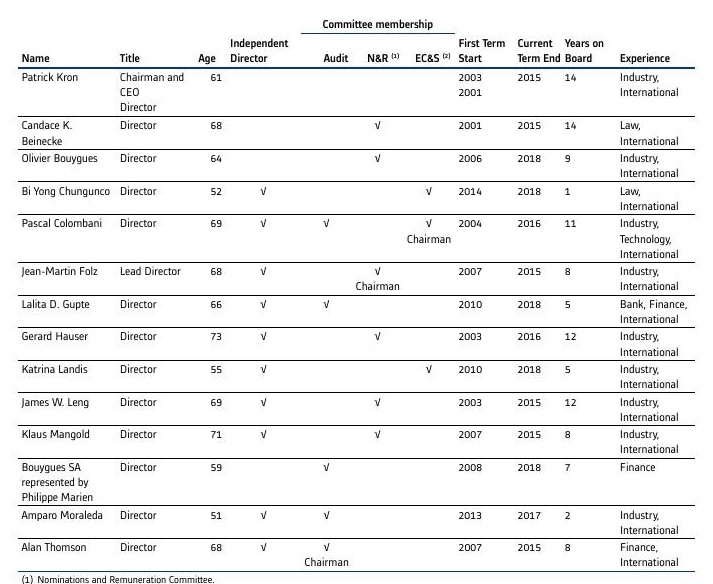 Committee membership
Independent First Term Current Years on
Name Title Age Director Audit N&R (1) EC&S (2) Start Term End Board Experience
Patrick Kron Chairman and 61 2003 2015 14 Industry,
CEO 2001 International
Director
Candace K. Director 68 √ 2001 2015 14 Law,
Beinecke International
Olivier Bouygues Director 64 √ 2006 2018 9 Industry,
International
Bi Yong Chungunco Director 52 √ √ 2014 2018 1 Law,
International
Pascal Colombani Director 69 √ √ √ 2004 2016 11 Industry,
Chairman Technology,
International
Jean-Martin Folz Lead Director 68 √ √ 2007 2015 8 Industry,
Chairman International
Lalita D. Gupte Director 66 √ √ 2010 2018 5 Bank, Finance,
International
Gerard Hauser Director 73 √ √ 2003 2016 12 Industry,
International
Katrina Landis Director 55 √ √ 2010 2018 5 Industry,
International
James W. Leng Director 69 √ √ 2003 2015 12 Industry,
International
Klaus Mangold Director 71 √ √ 2007 2015 8 Industry,
International
Bouygues SA Director 59 √ 2008 2018 7 Finance
represented by
Philippe Marien
Amparo Moraleda Director 51 √ √ 2013 2017 2 Industry,
International
Alan Thomson Director 68 √ √ 2007 2015 8 Finance,
Chairman International
(1) Nominations and Remuneration Committee.